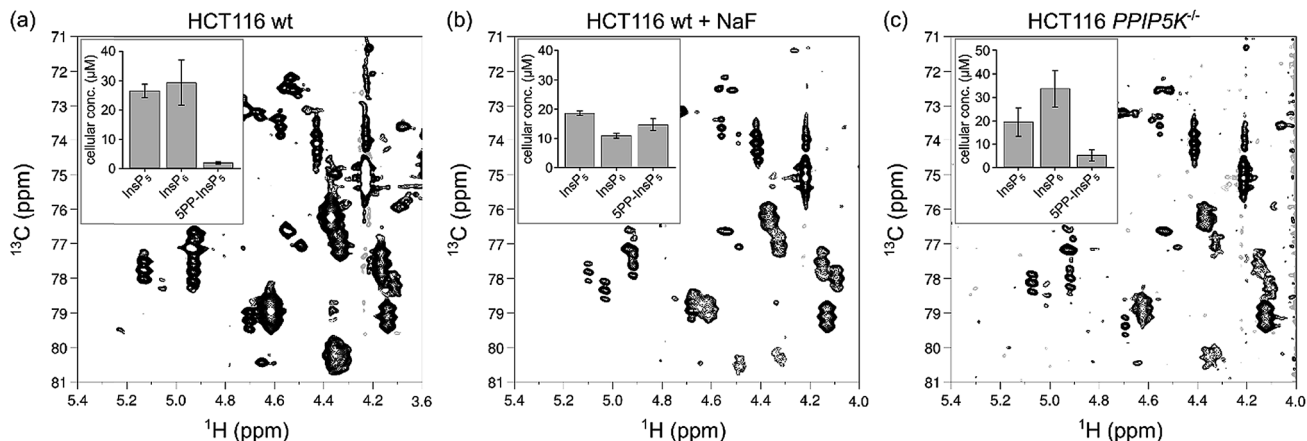 (a)
HCT116 wt
71
72
73
74
75
76
77
78
79
80
81
¹³C (ppm)
40
30
20
10
0
cellular conc. (μM)
InsP₅
InsP₆
5PP-InsP₅
5.4 5.2 5.0 4.8 4.6 4.4 4.2 3.6
¹H (ppm)
(b)
HCT116 wt + NaF
71
72
73
74
75
76
77
78
79
80
81
¹³C (ppm)
40
30
20
10
0
cellular conc. (μM)
InsP₅
InsP₆
5PP-InsP₅
5.4 5.2 5.0 4.8 4.6 4.4 4.2 4.0
¹H (ppm)
(c)
HCT116 PPIP5K⁻/⁻
71
72
73
74
75
76
77
78
79
80
81
¹³C (ppm)
50
40
30
20
10
0
cellular conc. (μM)
InsP₅
InsP₆
5PP-InsP₅
5.4 5.2 5.0 4.8 4.6 4.4 4.2 4.0
¹H (ppm)